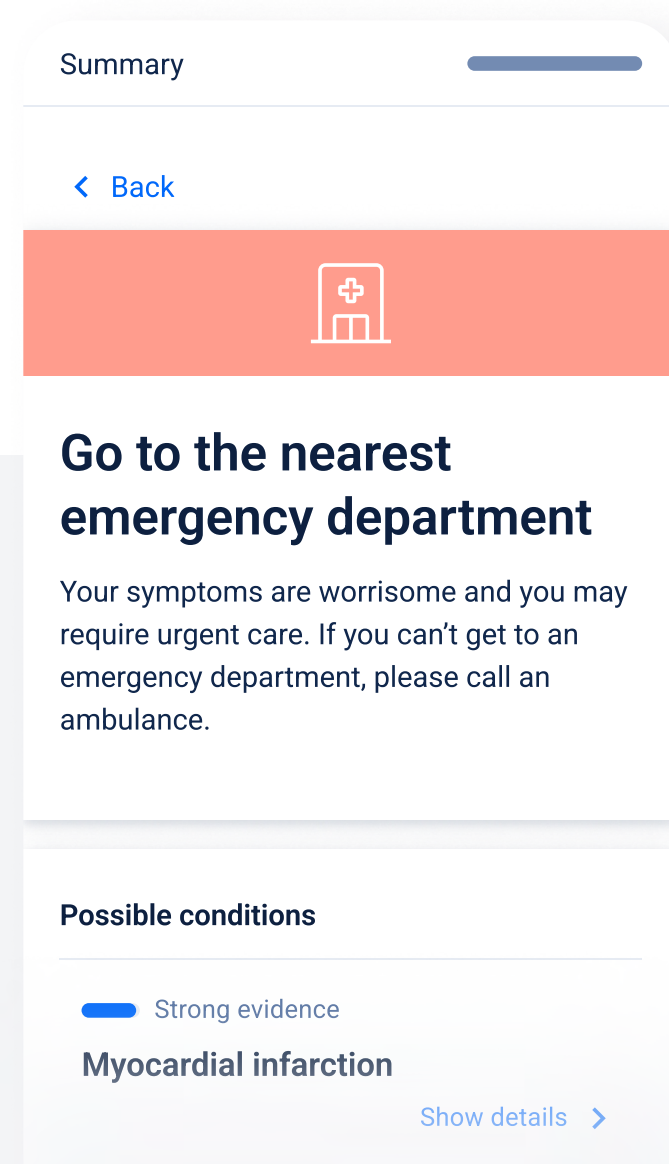 Summary
Back
Go to the nearest
emergency department
Your symptoms are worrisome and you may
require urgent care. If you can’t get to an
emergency department, please call an
ambulance.
Possible conditions
Strong evidence
Myocardial infarction
Show details